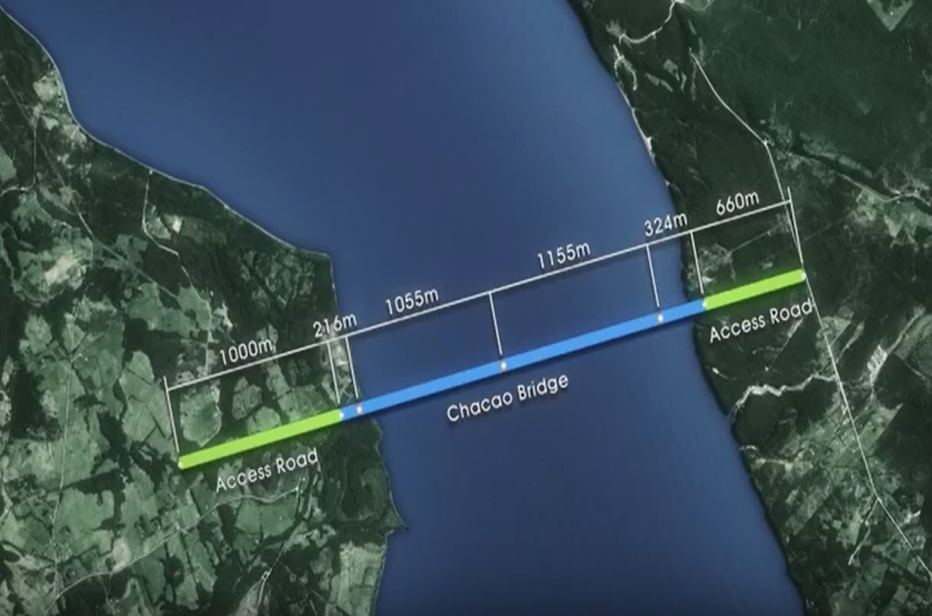 660m
324m
1155m
1055m
216m
1000m
Access Road
Chacao Bridge
Access Road